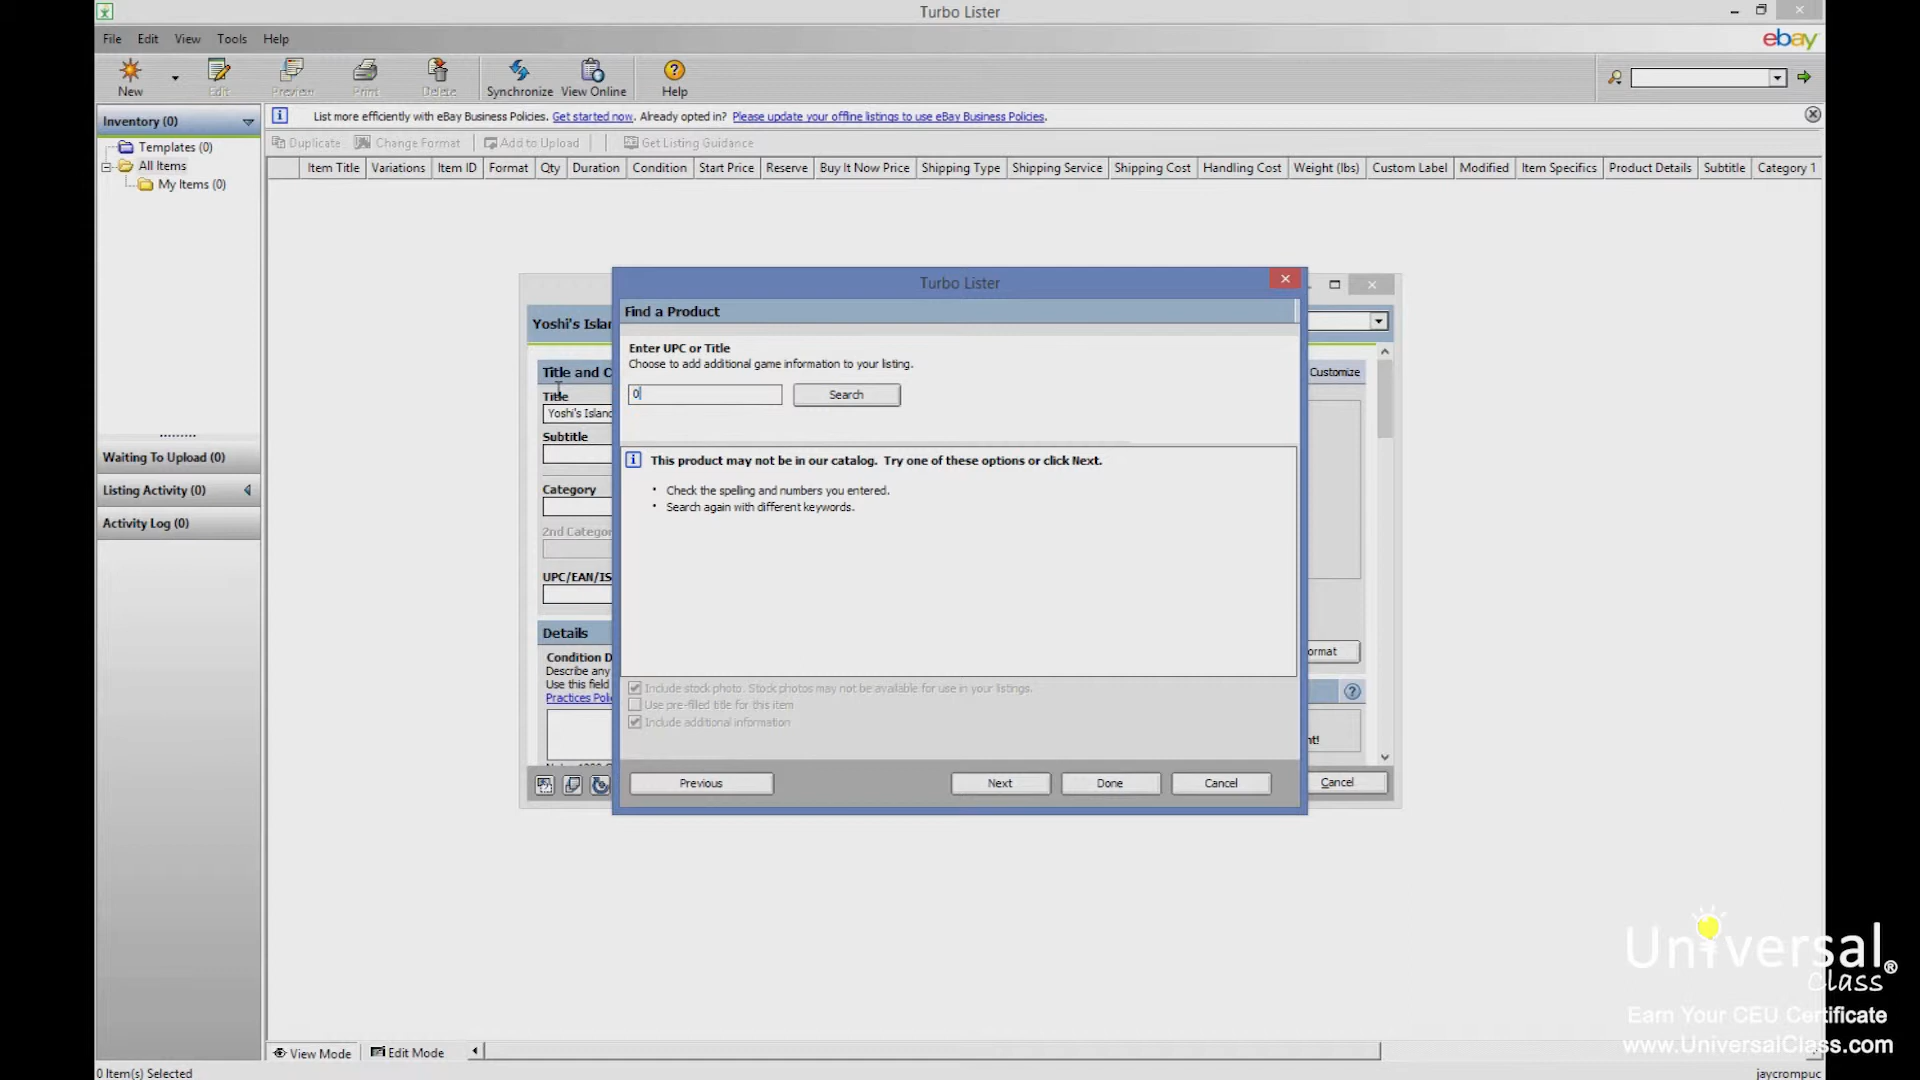 Turbo Lister
File Edit View Tools Help
ebay
New Edit Preview Print Delete Synchronize View Online Help
Inventory (0)
List more efficiently with eBay Business Policies. Get started now. Already opted in? Please update your offline listings to use eBay Business Policies.
Duplicate Change Format Add to Upload Get Listing Guidance
Templates (0)
All Items
My Items (0)
Item Title Variations Item ID Format Qty Duration Condition Start Price Reserve Buy It Now Price Shipping Type Shipping Service Shipping Cost Handling Cost Weight (lbs) Custom Label Modified Item Specifics Product Details Subtitle Category 1
Waiting To Upload (0)
Listing Activity (0)
Activity Log (0)
Yoshi's Islan
Title and C
Customize
Title
Yoshi's Island
Subtitle
Category
2nd Categor
UPC/EAN/IS
Details
Condition D
Describe any
Use this field
Practices Poli
ormat
nt!
Cancel
Turbo Lister
Find a Product
Enter UPC or Title
Choose to add additional game information to your listing.
0
Search
This product may not be in our catalog. Try one of these options or click Next.
• Check the spelling and numbers you entered.
• Search again with different keywords.
Include stock photo. Stock photos may not be available for use in your listings.
Use pre-filled title for this item
Include additional information
Previous Next Done Cancel
View Mode Edit Mode
0 Item(s) Selected
jaycrompuc
Universal
Class®
Earn Your CEU Certificate
www.UniversalClass.com